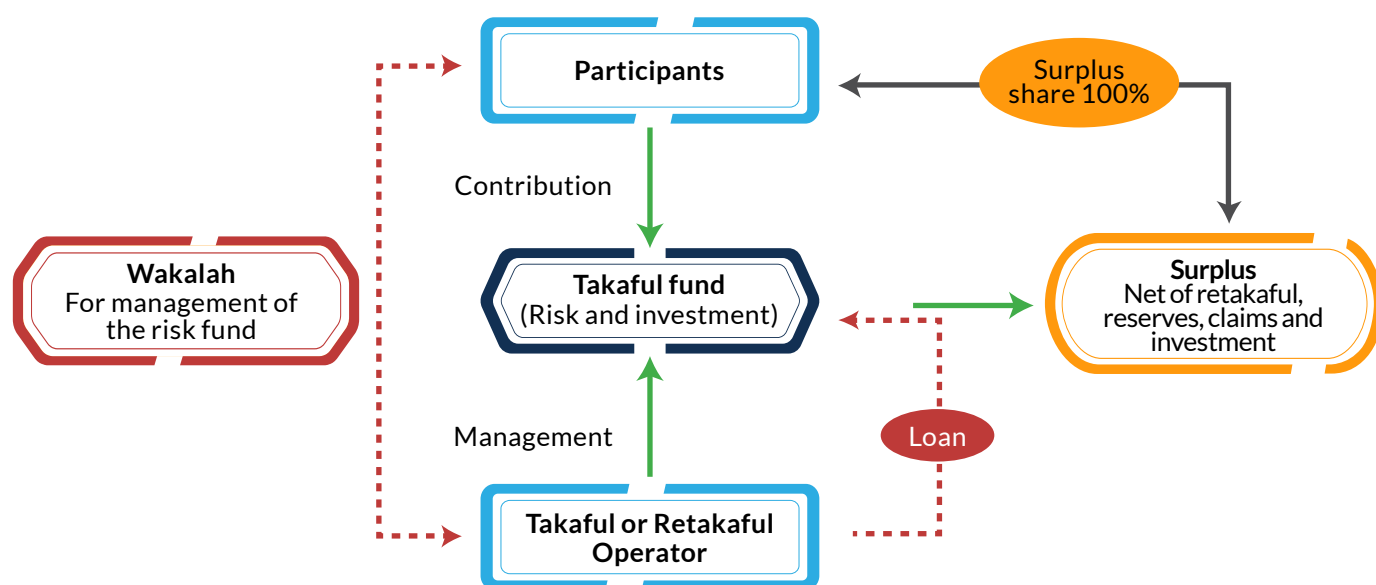 Participants
Surplus
share 100%
Contribution
Wakalah
For management of
the risk fund
Takaful fund
(Risk and investment)
Surplus
Net of retakaful,
reserves, claims and
investment
Management
Loan
Takaful or Retakaful
Operator